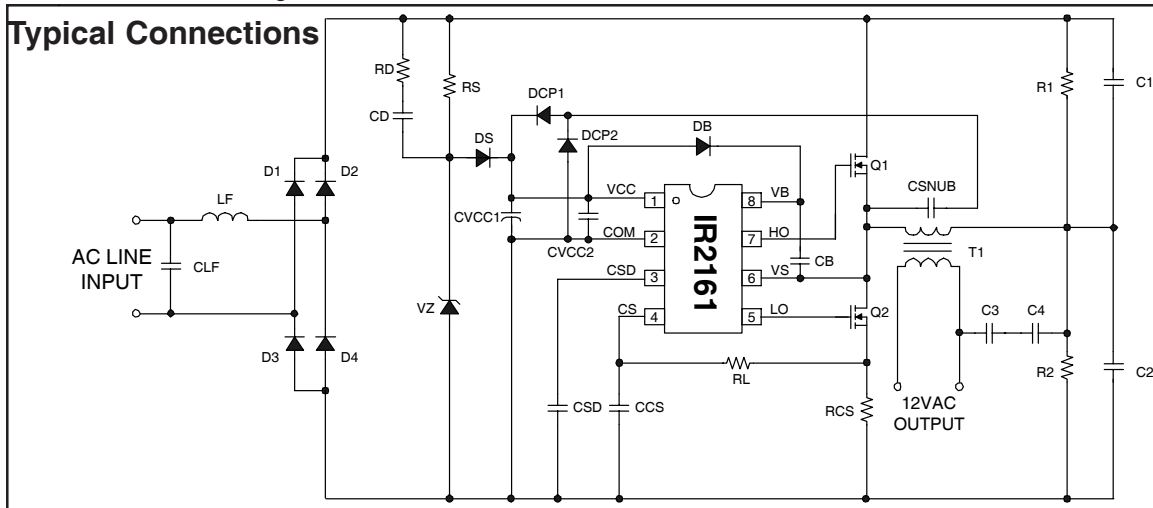 Typical Connections
RD
RS
CD
DCP1
DS
DCP2
DB
R1
C1
D1
D2
LF
AC LINE
INPUT
CLF
D3
D4
VZ
CVCC1
CVCC2
VCC
COM
CSD
CS
1
2
3
4
IR2161
8
7
6
5
VB
HO
VS
LO
CB
Q1
CSNUB
T1
Q2
C3
C4
R2
C2
RL
CSD
CCS
RCS
12VAC
OUTPUT